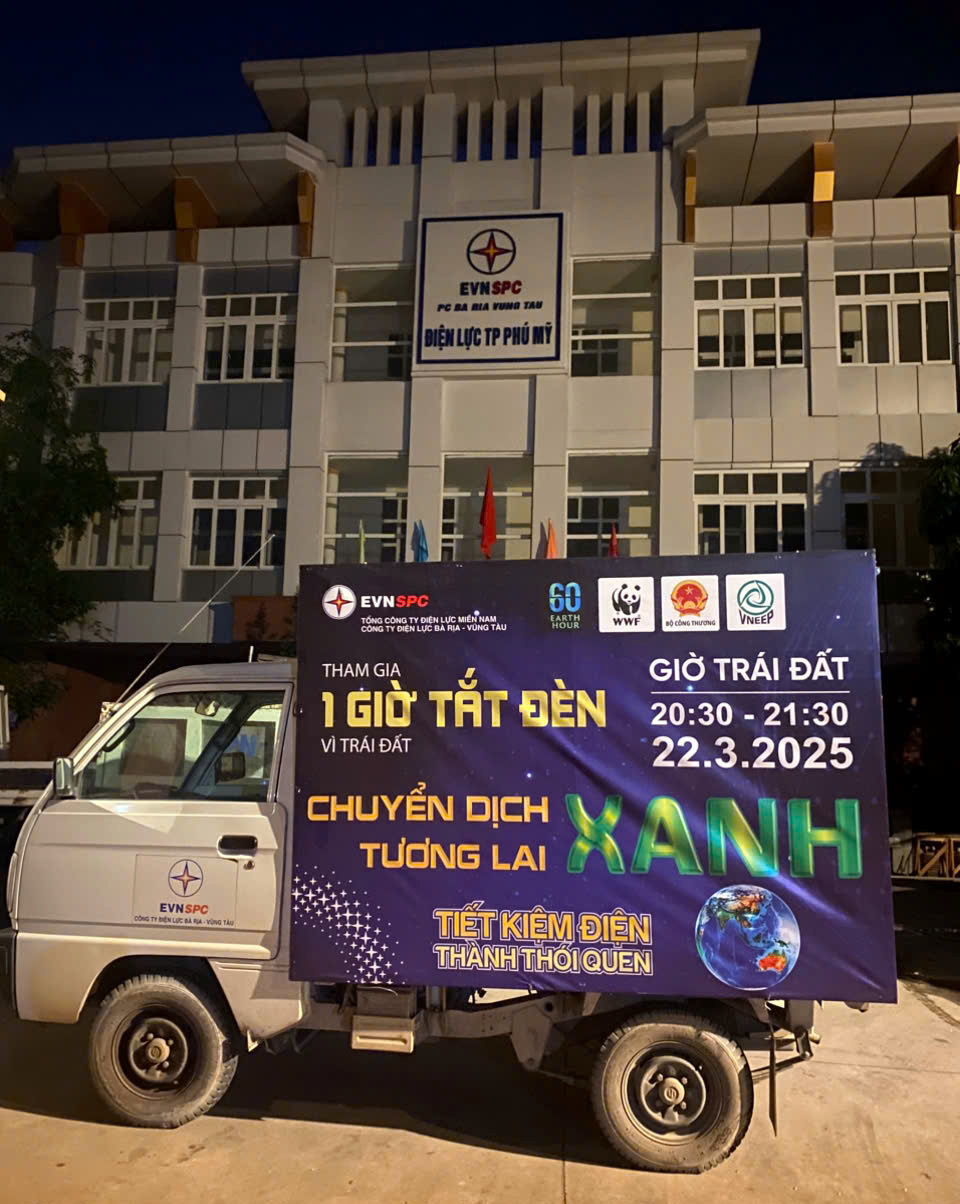 EVNSPC
PC BA RIA VUNG TAU
ĐIỆN LỰC TP PHÚ MỸ
EVNSPC
TỔNG CÔNG TY ĐIỆN LỰC MIỀN NAM
CÔNG TY ĐIỆN LỰC BÀ RỊA - VŨNG TÀU
60
EARTH
HOUR
WWF
BỘ CÔNG THƯƠNG
VNEEP
THAM GIA
1 GIỜ TẮT ĐÈN
VÌ TRÁI ĐẤT
GIỜ TRÁI ĐẤT
20:30 - 21:30
22.3.2025
CHUYỂN DỊCH
TƯƠNG LAI
XANH
TIẾT KIỆM ĐIỆN
THÀNH THÓI QUEN
EVNSPC
CÔNG TY ĐIỆN LỰC BÀ RỊA - VŨNG TÀU